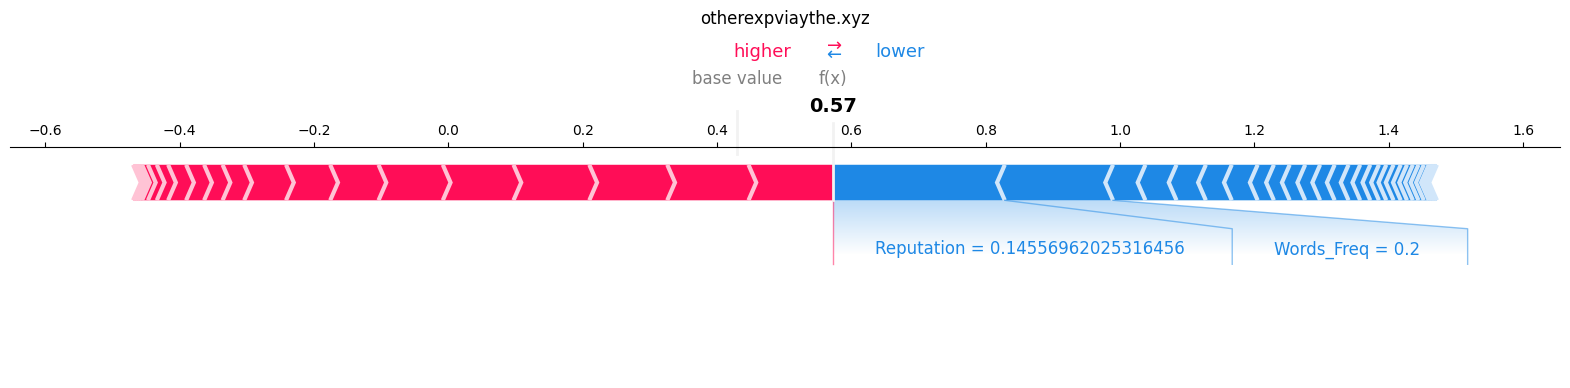 otherexpviaythe.xyz
higher ⇄ lower
base value f(x)
0.57
−0.6 −0.4 −0.2 0.0 0.2 0.4 0.6 0.8 1.0 1.2 1.4 1.6
Reputation = 0.14556962025316456 Words_Freq = 0.2